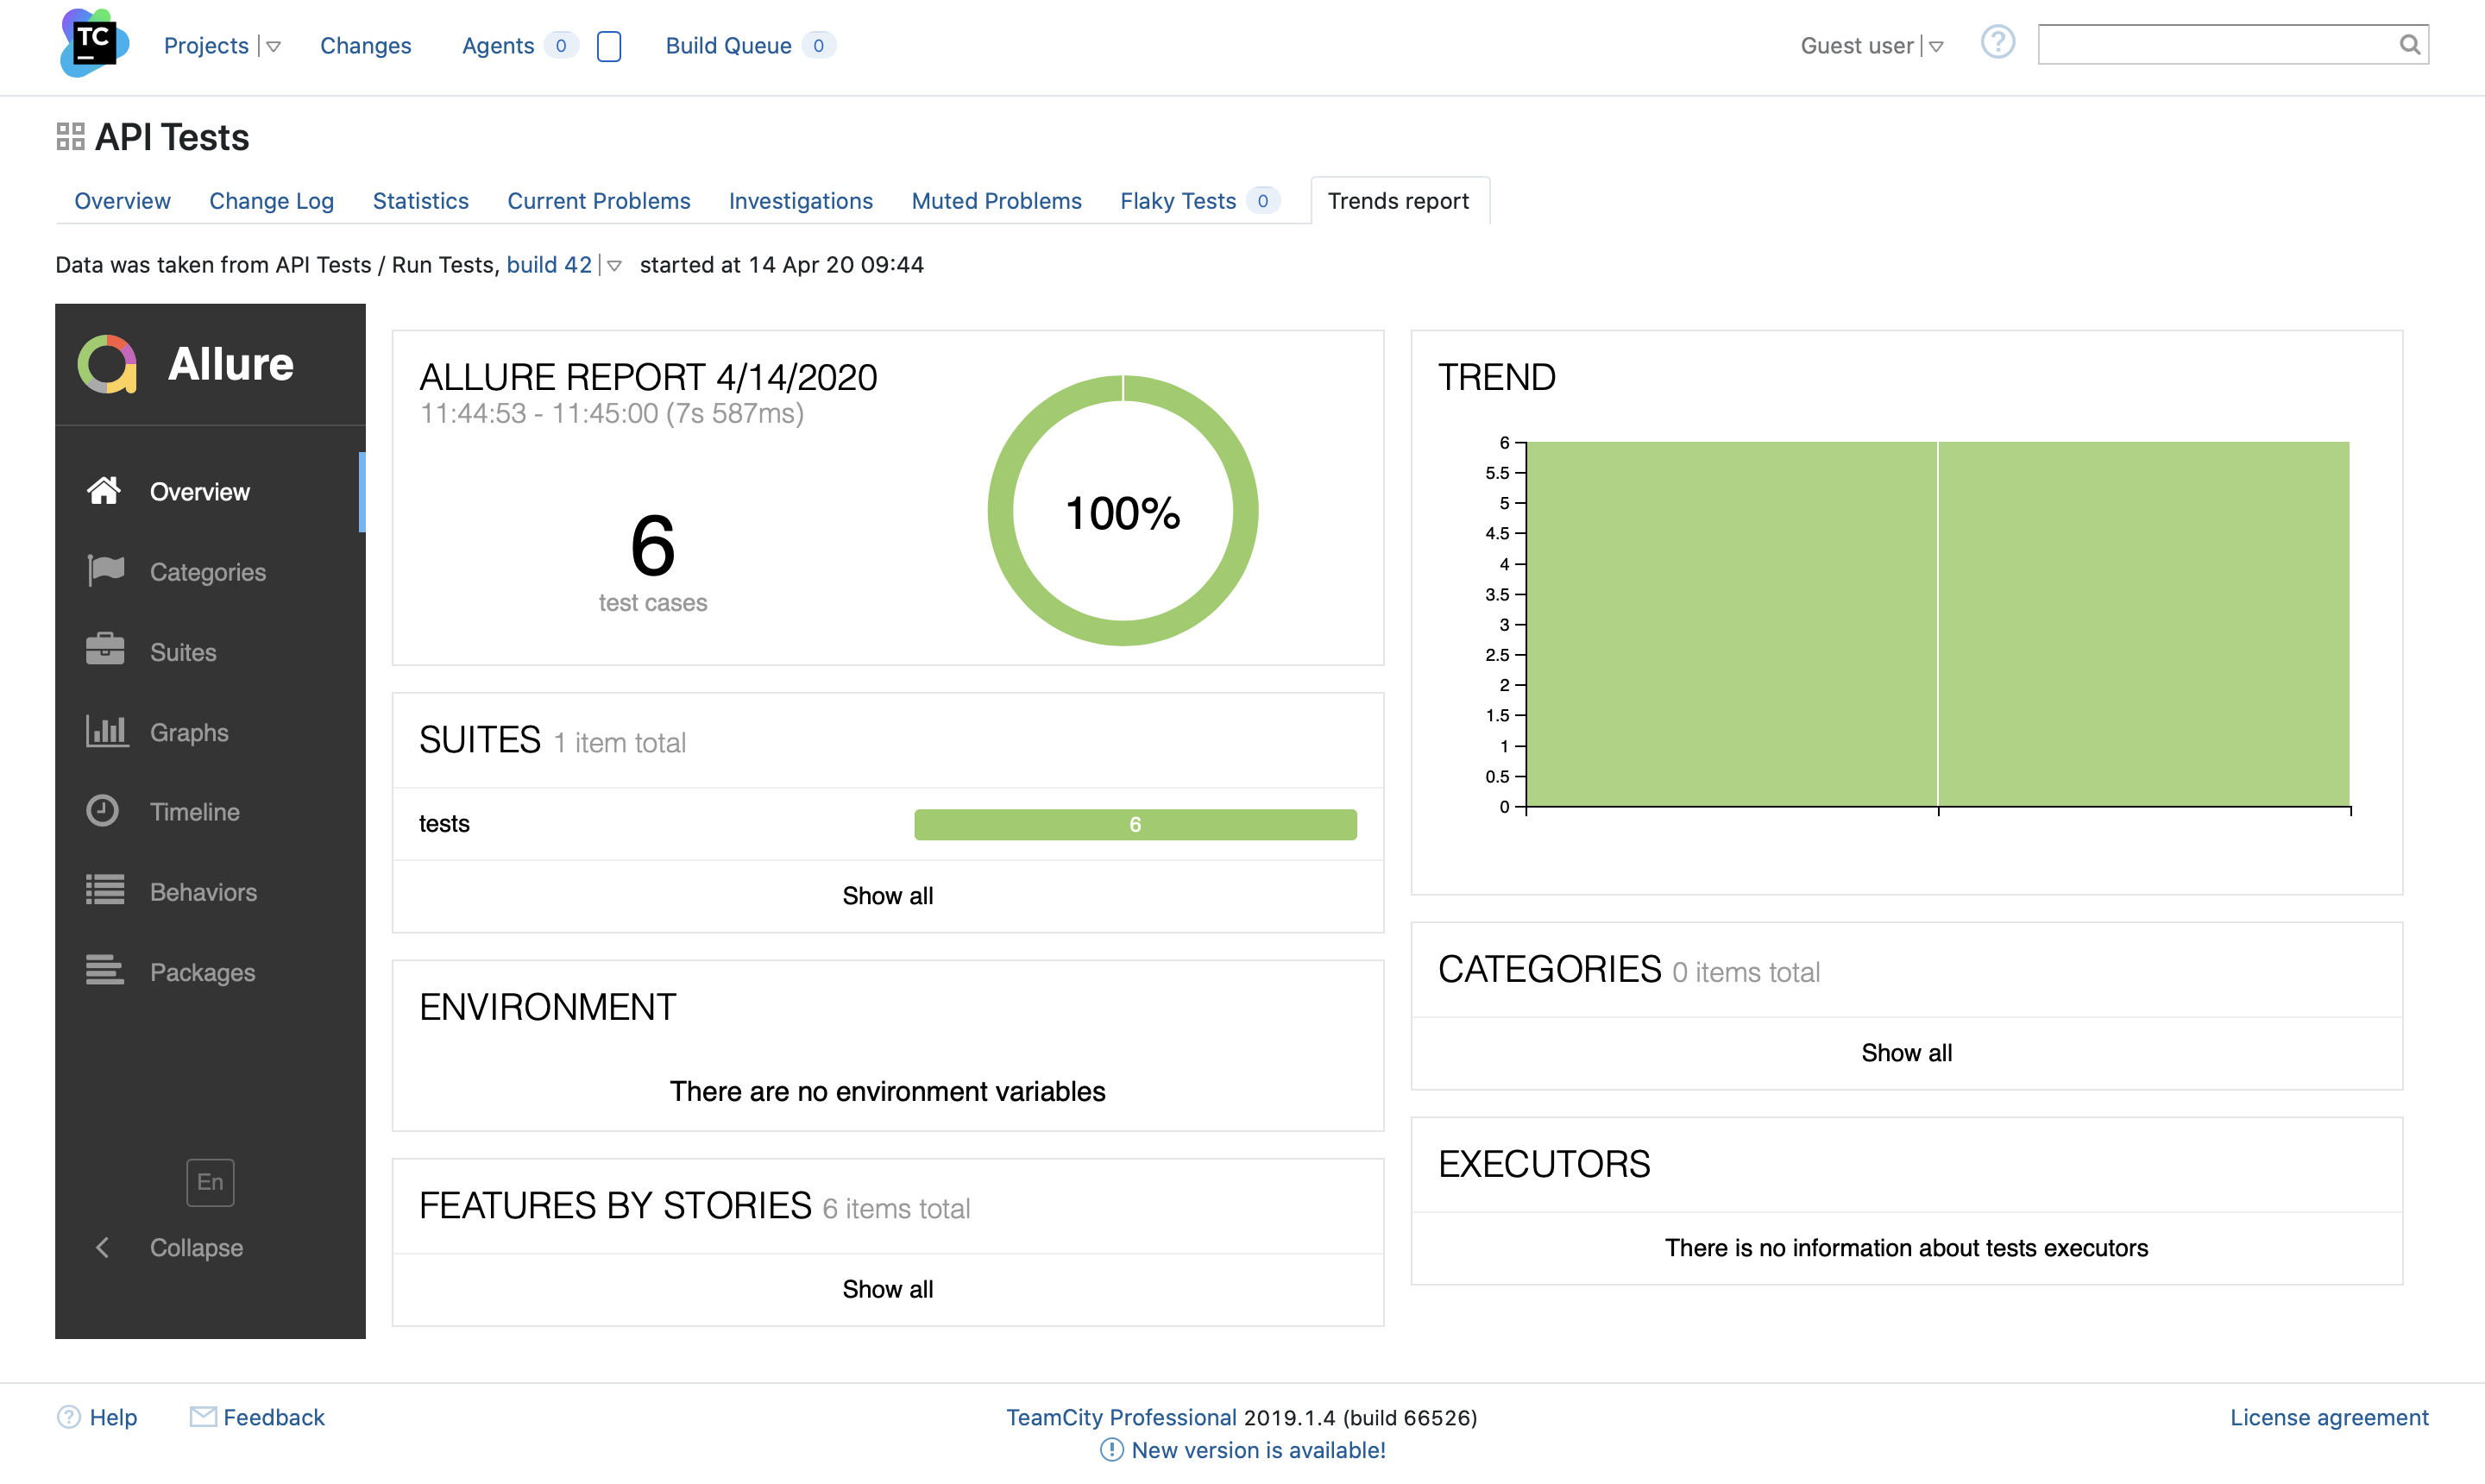 TC
Projects
Changes
Agents 0
Build Queue 0
Guest user
?
API Tests
Overview
Change Log
Statistics
Current Problems
Investigations
Muted Problems
Flaky Tests 0
Trends report
Data was taken from API Tests / Run Tests, build 42 started at 14 Apr 20 09:44
Allure
Overview
Categories
Suites
Graphs
Timeline
Behaviors
Packages
En
Collapse
ALLURE REPORT 4/14/2020
11:44:53 - 11:45:00 (7s 587ms)
6
test cases
100%
SUITES 1 item total
tests 6
Show all
ENVIRONMENT
There are no environment variables
FEATURES BY STORIES 6 items total
Show all
TREND
6
5.5
5
4.5
4
3.5
3
2.5
2
1.5
1
0.5
0
CATEGORIES 0 items total
Show all
EXECUTORS
There is no information about tests executors
? Help
Feedback
TeamCity Professional 2019.1.4 (build 66526)
! New version is available!
License agreement